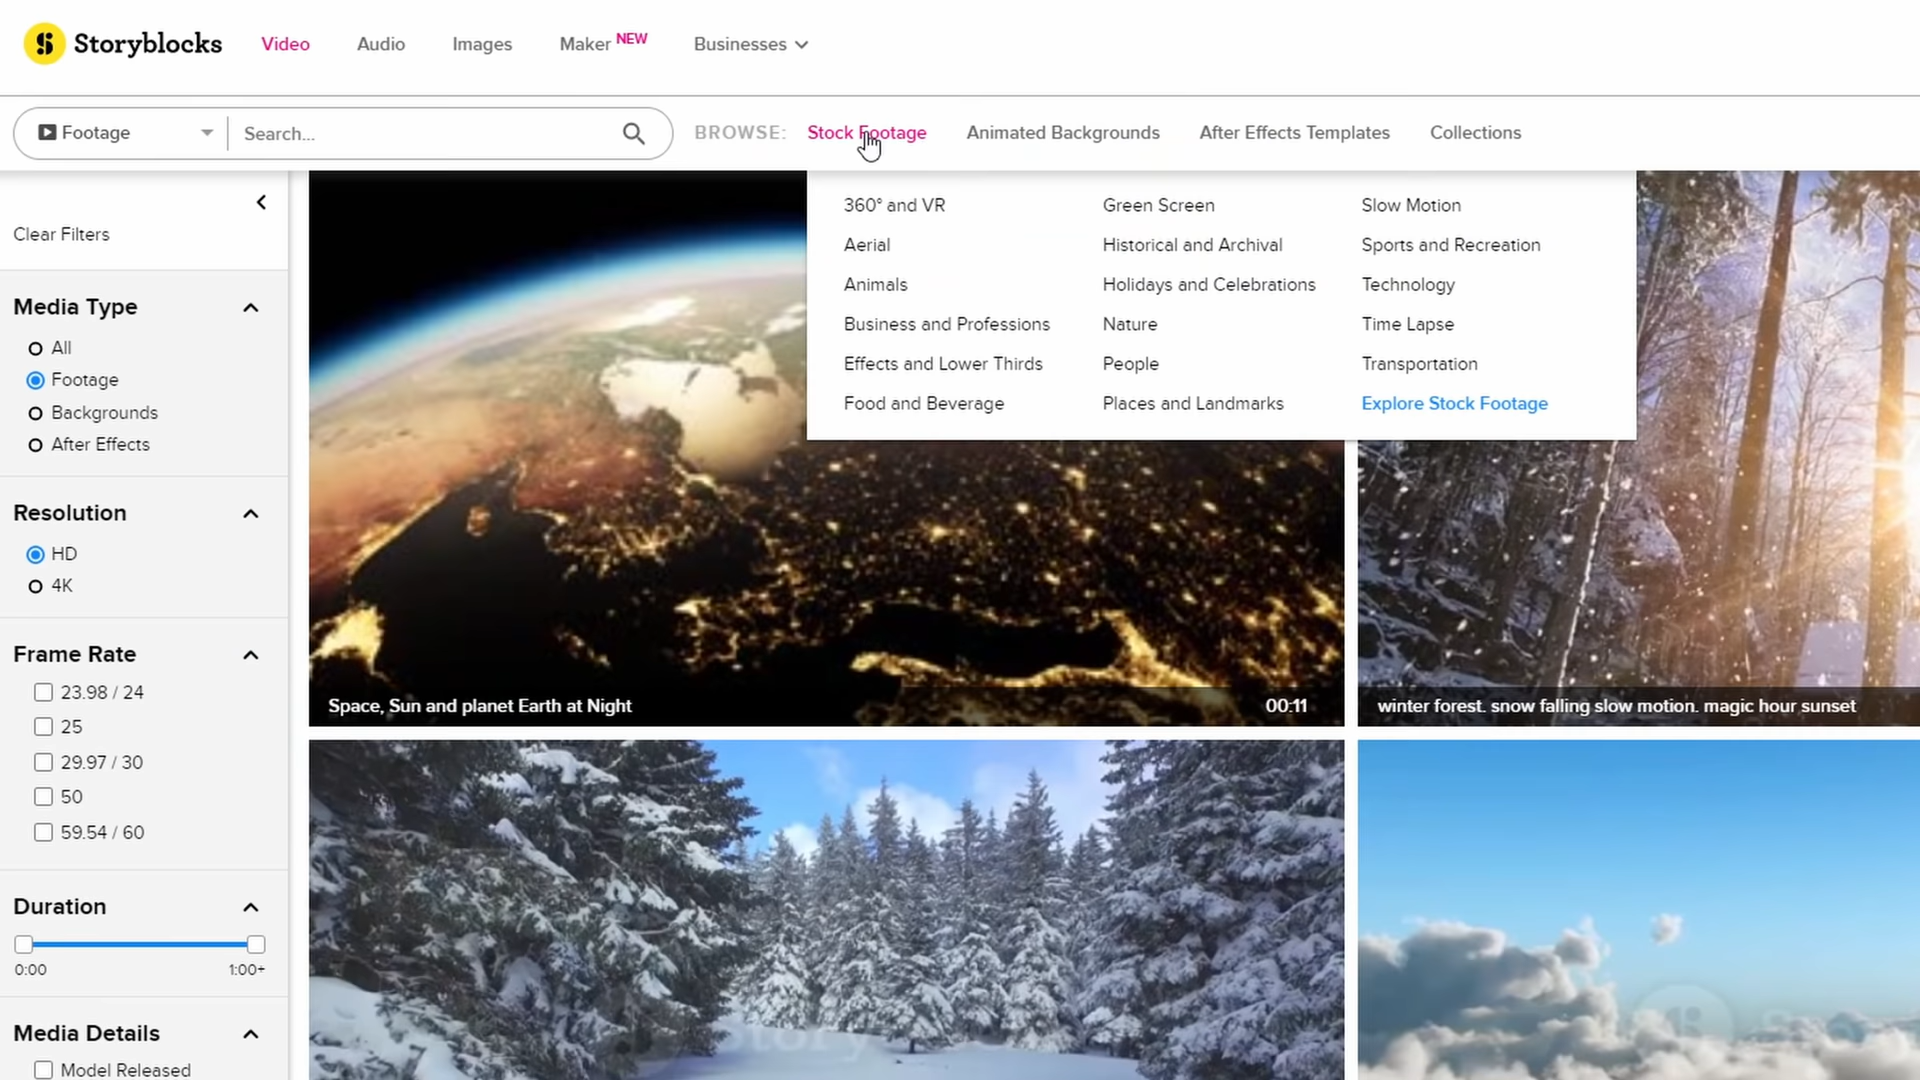 Storyblocks Video Audio Images Maker NEW Businesses
Footage Search... BROWSE: Stock Footage Animated Backgrounds After Effects Templates Collections
360° and VR Green Screen Slow Motion
Aerial Historical and Archival Sports and Recreation
Animals Holidays and Celebrations Technology
Business and Professions Nature Time Lapse
Effects and Lower Thirds People Transportation
Food and Beverage Places and Landmarks Explore Stock Footage
Clear Filters
Media Type
All
Footage
Backgrounds
After Effects
Resolution
HD
4K
Frame Rate
23.98 / 24
25
29.97 / 30
50
59.54 / 60
Duration
0:00 1:00+
Media Details
Model Released
Space, Sun and planet Earth at Night 00:11
winter forest. snow falling slow motion. magic hour sunset